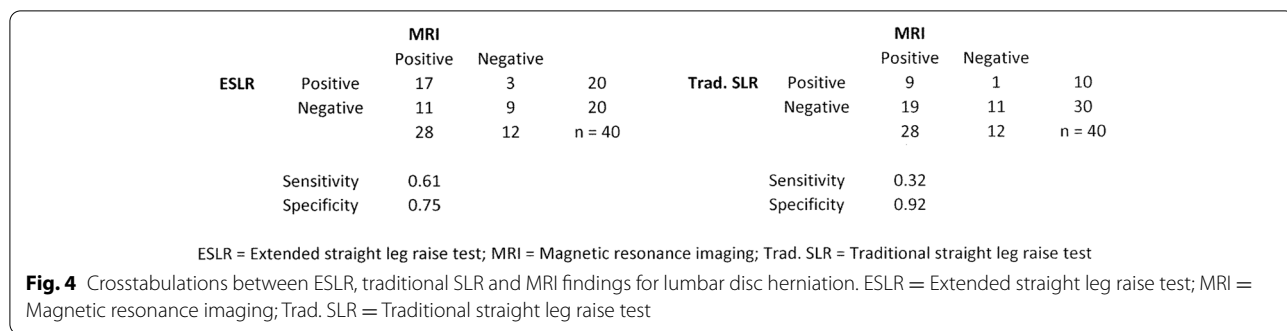 MRI MRI
Positive Negative Positive Negative
ESLR Positive 17 3 20 Trad. SLR Positive 9 1 10
Negative 11 9 20 Negative 19 11 30
28 12 n = 40 28 12 n = 40
Sensitivity 0.61 Sensitivity 0.32
Specificity 0.75 Specificity 0.92
ESLR = Extended straight leg raise test; MRI = Magnetic resonance imaging; Trad. SLR = Traditional straight leg raise test
Fig. 4 Crosstabulations between ESLR, traditional SLR and MRI findings for lumbar disc herniation. ESLR = Extended straight leg raise test; MRI =
Magnetic resonance imaging; Trad. SLR = Traditional straight leg raise test